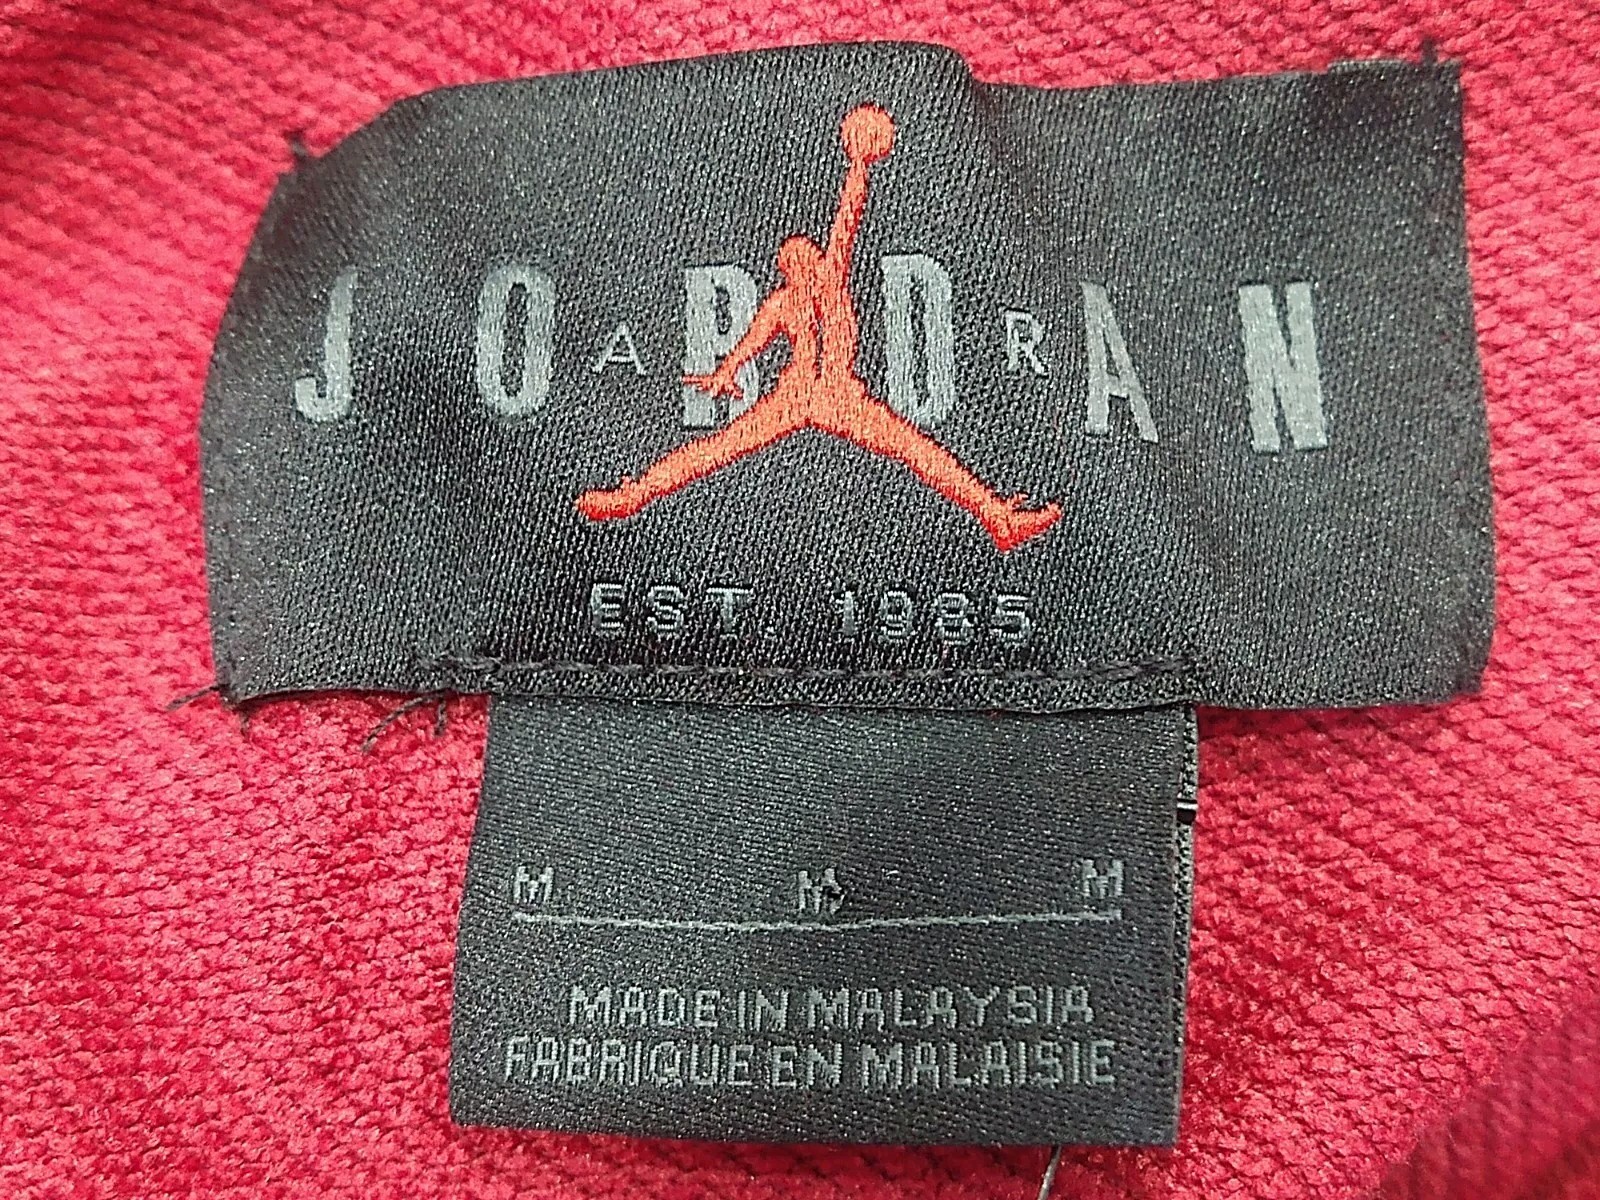 JORDAN
AIR
EST. 1985
M M M
MADE IN MALAYSIA
FABRIQUE EN MALAISIE